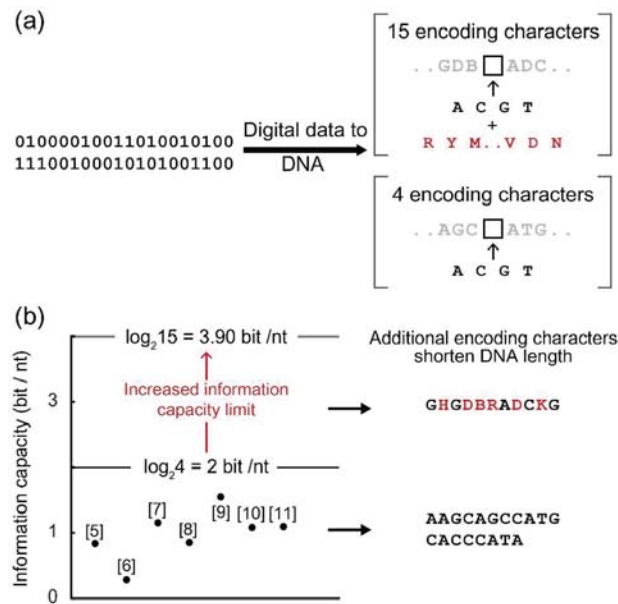 (a)
15 encoding characters
..GDB ADC..
A C G T
+
R Y M..V D N
01000010011010010100
11100100010101001100
Digital data to
DNA
4 encoding characters
..AGC ATG..
A C G T
(b)
Information capacity (bit / nt)
3
1
0
log₂15 = 3.90 bit /nt
Increased information
capacity limit
log₂4 = 2 bit /nt
[5]
[6]
[7]
[8]
[9]
[10]
[11]
Additional encoding characters
shorten DNA length
GHGDBRADCKG
AAGCAGCCATG
CACCCATA